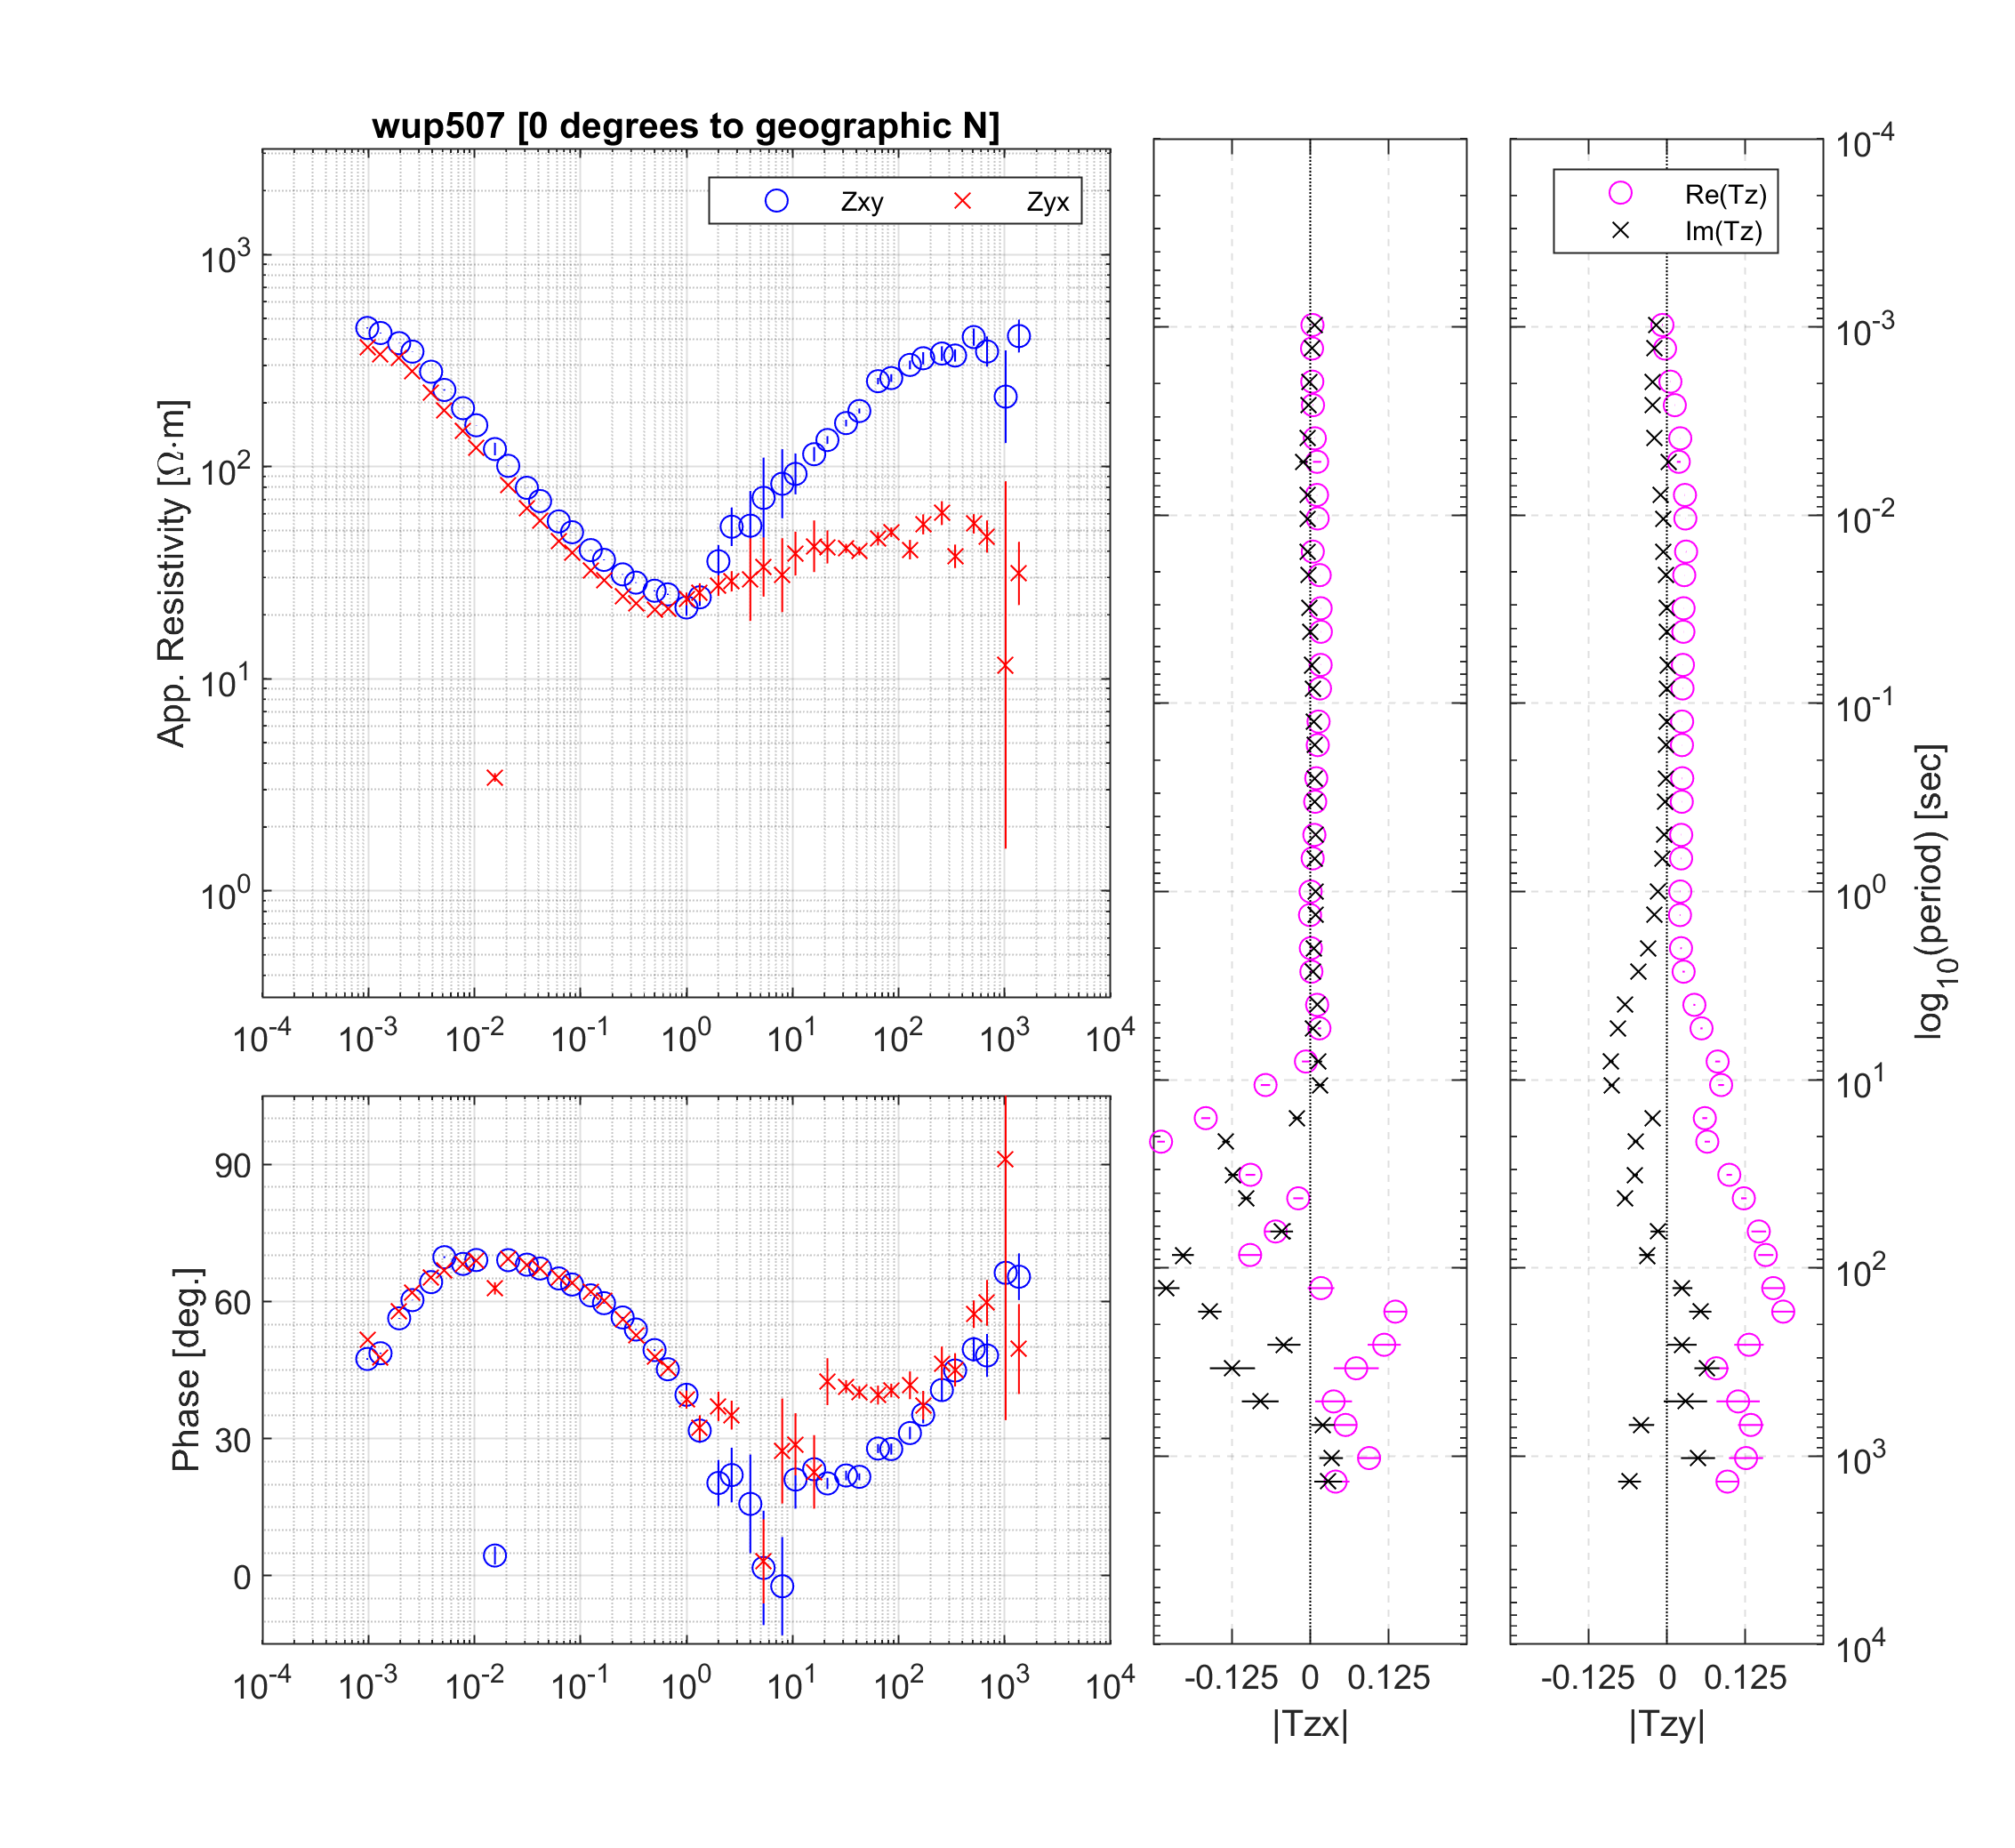 wup507 [0 degrees to geographic N]
Zxy Zyx
App. Resistivity [Ω·m]
10^3
10^2
10^1
10^0
10^-4 10^-3 10^-2 10^-1 10^0 10^1 10^2 10^3 10^4
Phase [deg.]
90
60
30
0
10^-4 10^-3 10^-2 10^-1 10^0 10^1 10^2 10^3 10^4
-0.125 0 0.125
|Tzx|
Re(Tz)
Im(Tz)
-0.125 0 0.125
|Tzy|
10^-4
10^-3
10^-2
10^-1
10^0
10^1
10^2
10^3
10^4
log_10(period) [sec]